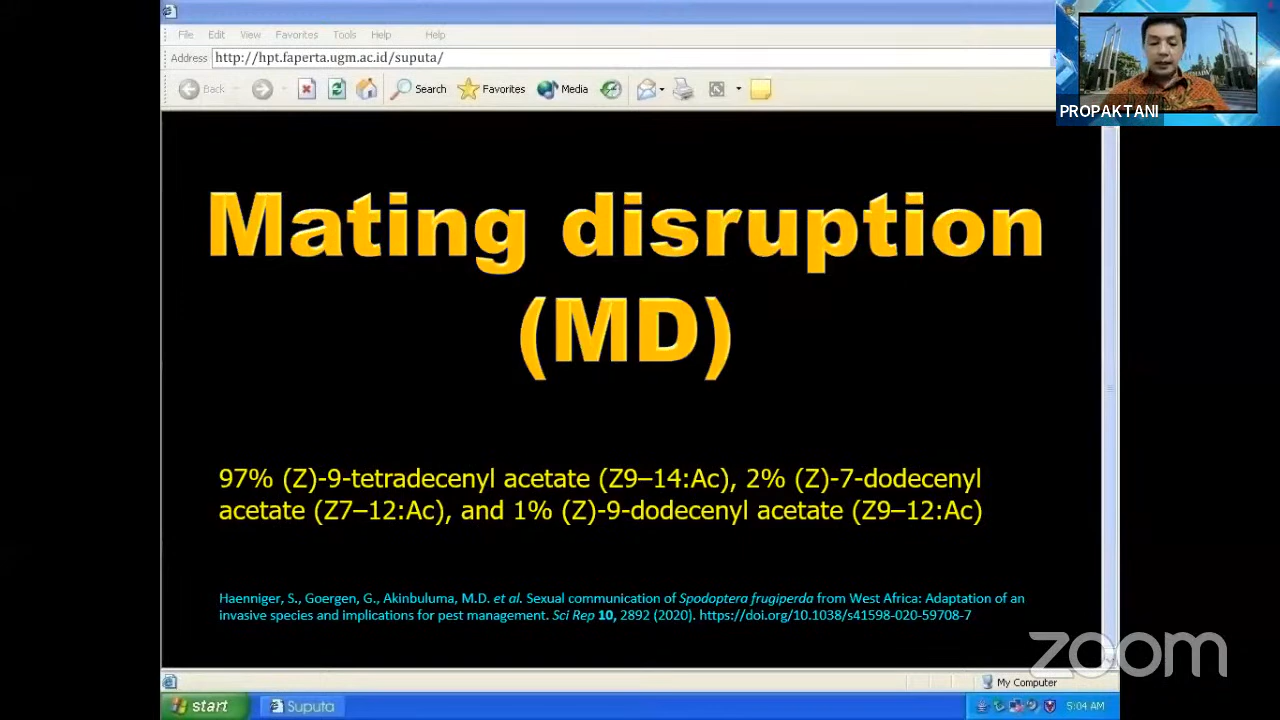 File Edit View Favorites Tools Help Help
Address http://hpt.faperta.ugm.ac.id/suputa/
Back Search Favorites Media
PROPAKTANI
Mating disruption
(MD)
97% (Z)-9-tetradecenyl acetate (Z9–14:Ac), 2% (Z)-7-dodecenyl
acetate (Z7–12:Ac), and 1% (Z)-9-dodecenyl acetate (Z9–12:Ac)
Haenniger, S., Goergen, G., Akinbuluma, M.D. et al. Sexual communication of Spodoptera frugiperda from West Africa: Adaptation of an
invasive species and implications for pest management. Sci Rep 10, 2892 (2020). https://doi.org/10.1038/s41598-020-59708-7
zoom
My Computer
start Suputa 5:04 AM